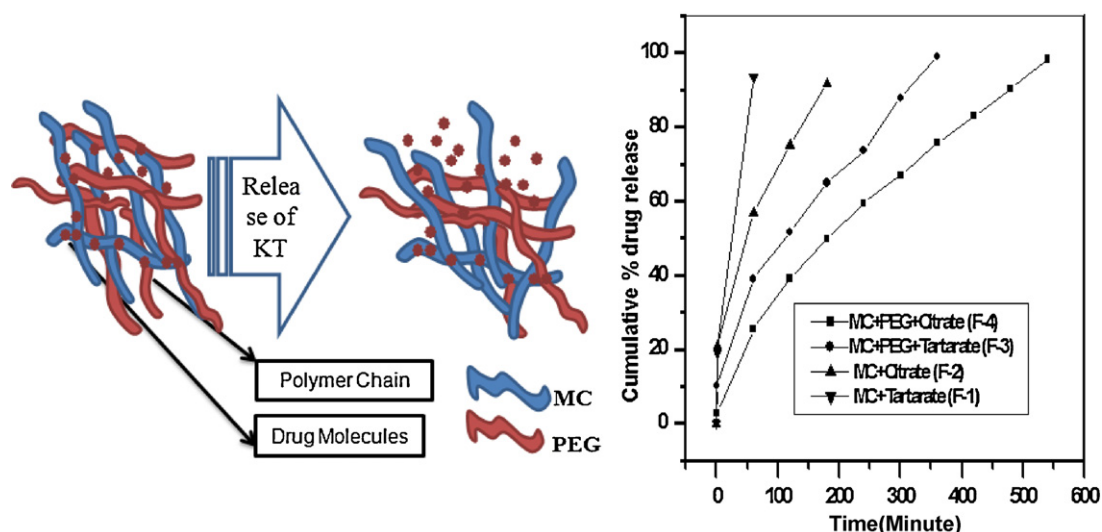 Relea
se of
KT
Polymer Chain
Drug Molecules
MC
PEG
Cumulative % drug release
100
80
60
40
20
0
MC+PEG+Citrate (F-4)
MC+PEG+Tartarate (F-3)
MC+Citrate (F-2)
MC+Tartarate (F-1)
0 100 200 300 400 500 600
Time(Minute)